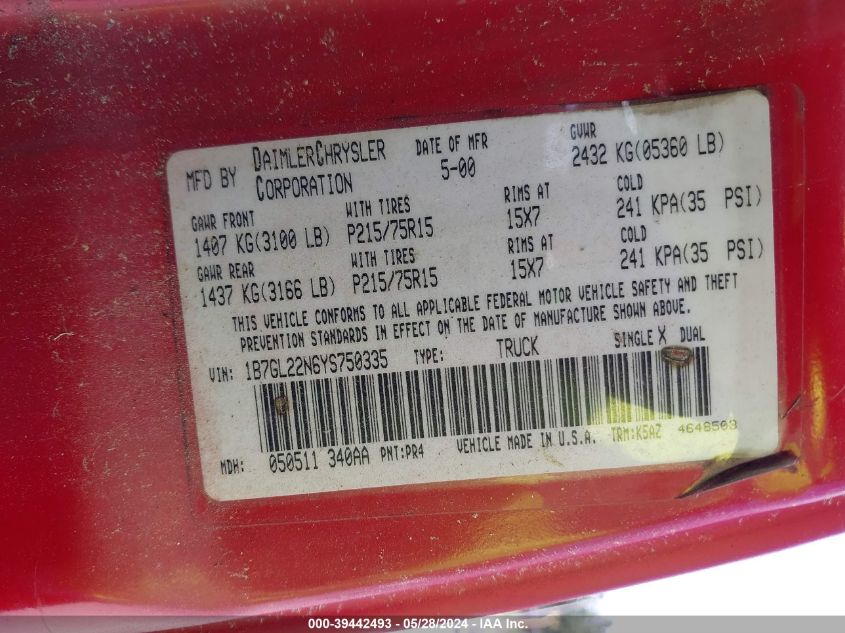 MFD BY DAIMLERCHRYSLER CORPORATION DATE OF MFR 5-00 GVWR 2432 KG(05360 LB)
GAWR FRONT WITH TIRES RIMS AT COLD
1407 KG(3100 LB) P215/75R15 15X7 241 KPA(35 PSI)
GAWR REAR WITH TIRES RIMS AT COLD
1437 KG(3166 LB) P215/75R15 15X7 241 KPA(35 PSI)
THIS VEHICLE CONFORMS TO ALL APPLICABLE FEDERAL MOTOR VEHICLE SAFETY AND THEFT
PREVENTION STANDARDS IN EFFECT ON THE DATE OF MANUFACTURE SHOWN ABOVE.
VIN: 1B7GL22N6YS750335 TYPE: TRUCK SINGLE X DUAL
MDH: 050511 340AA PNT:PR4 VEHICLE MADE IN U.S.A. TRM:K5AZ 4648503
000-39442493 - 05/28/2024 - IAA Inc.